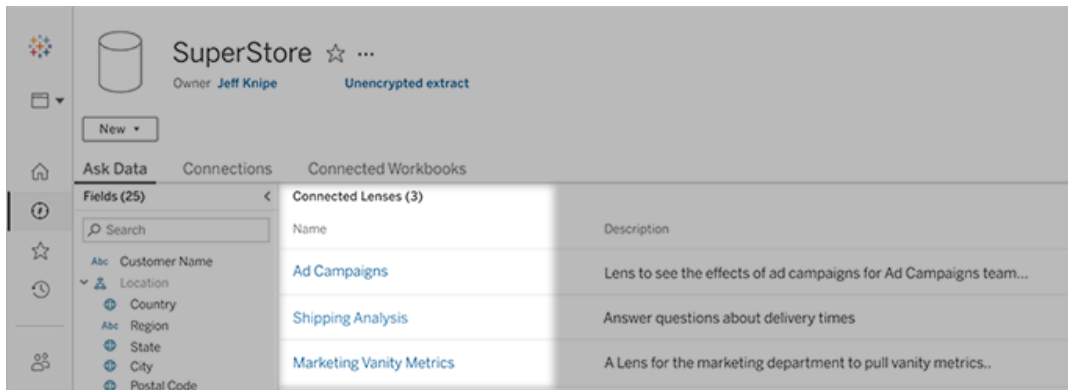 SuperStore ...
Owner Jeff Knipe Unencrypted extract
New
Ask Data Connections Connected Workbooks
Fields (25)
Search
Abc Customer Name
Location
Country
Abc Region
State
City
Postal Code
Connected Lenses (3)
Name Description
Ad Campaigns Lens to see the effects of ad campaigns for Ad Campaigns team...
Shipping Analysis Answer questions about delivery times
Marketing Vanity Metrics A Lens for the marketing department to pull vanity metrics..